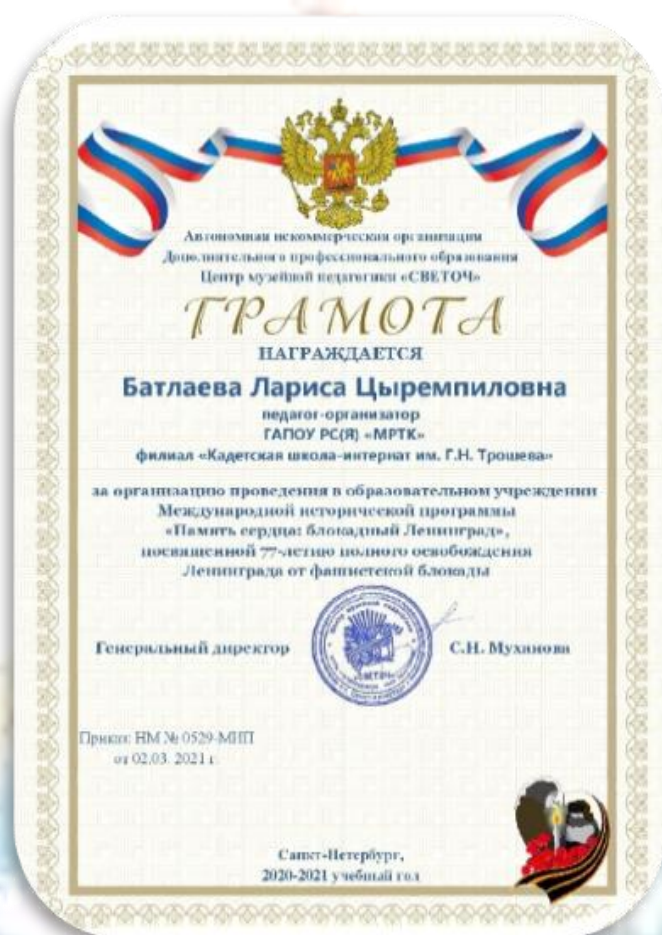 Автономная некоммерческая организация
Дополнительного профессионального образования
Центр музейной педагогики «СВЕТОЧ»
ГРАМОТА
НАГРАЖДАЕТСЯ
Батлаева Лариса Цыремпиловна
педагог-организатор
ГАПОУ РС(Я) «МРТК»
филиал «Кадетская школа-интернат им. Г.Н. Трошева»
за организацию проведения в образовательном учреждении
Международной исторической программы
«Память сердца: блокадный Ленинград»,
посвященной 77-летию полного освобождения
Ленинграда от фашистской блокады
Генеральный директор
«СВЕТОЧ»
С.Н. Муханова
Приказ: НМ № 0529-МИП
от 02.03. 2021 г.
Санкт-Петербург,
2020-2021 учебный год